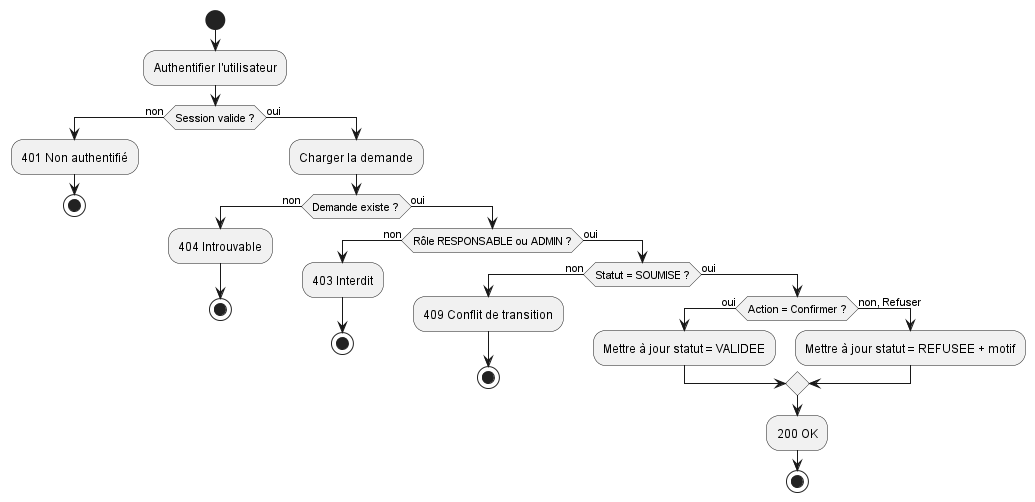 Authentifier l'utilisateur
non
Session valide ?
oui
401 Non authentifié
Charger la demande
non
Demande existe ?
oui
404 Introuvable
non
Rôle RESPONSABLE ou ADMIN ?
oui
403 Interdit
non
Statut = SOUMISE ?
oui
409 Conflit de transition
oui
Action = Confirmer ?
non, Refuser
Mettre à jour statut = VALIDEE
Mettre à jour statut = REFUSEE + motif
200 OK